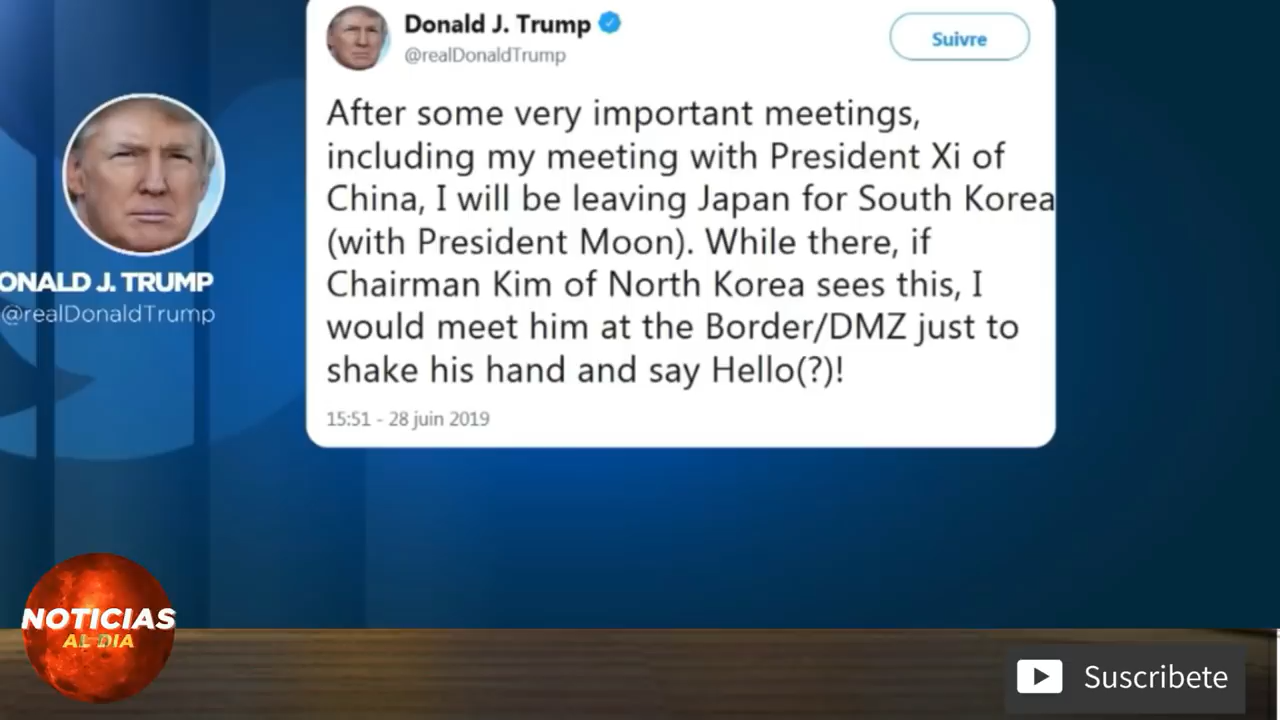 Donald J. Trump
@realDonaldTrump
Suivre
After some very important meetings,
including my meeting with President Xi of
China, I will be leaving Japan for South Korea
(with President Moon). While there, if
Chairman Kim of North Korea sees this, I
would meet him at the Border/DMZ just to
shake his hand and say Hello(?)!
15:51 - 28 juin 2019
ONALD J. TRUMP
@realDonaldTrump
NOTICIAS
AL DIA
Suscribete